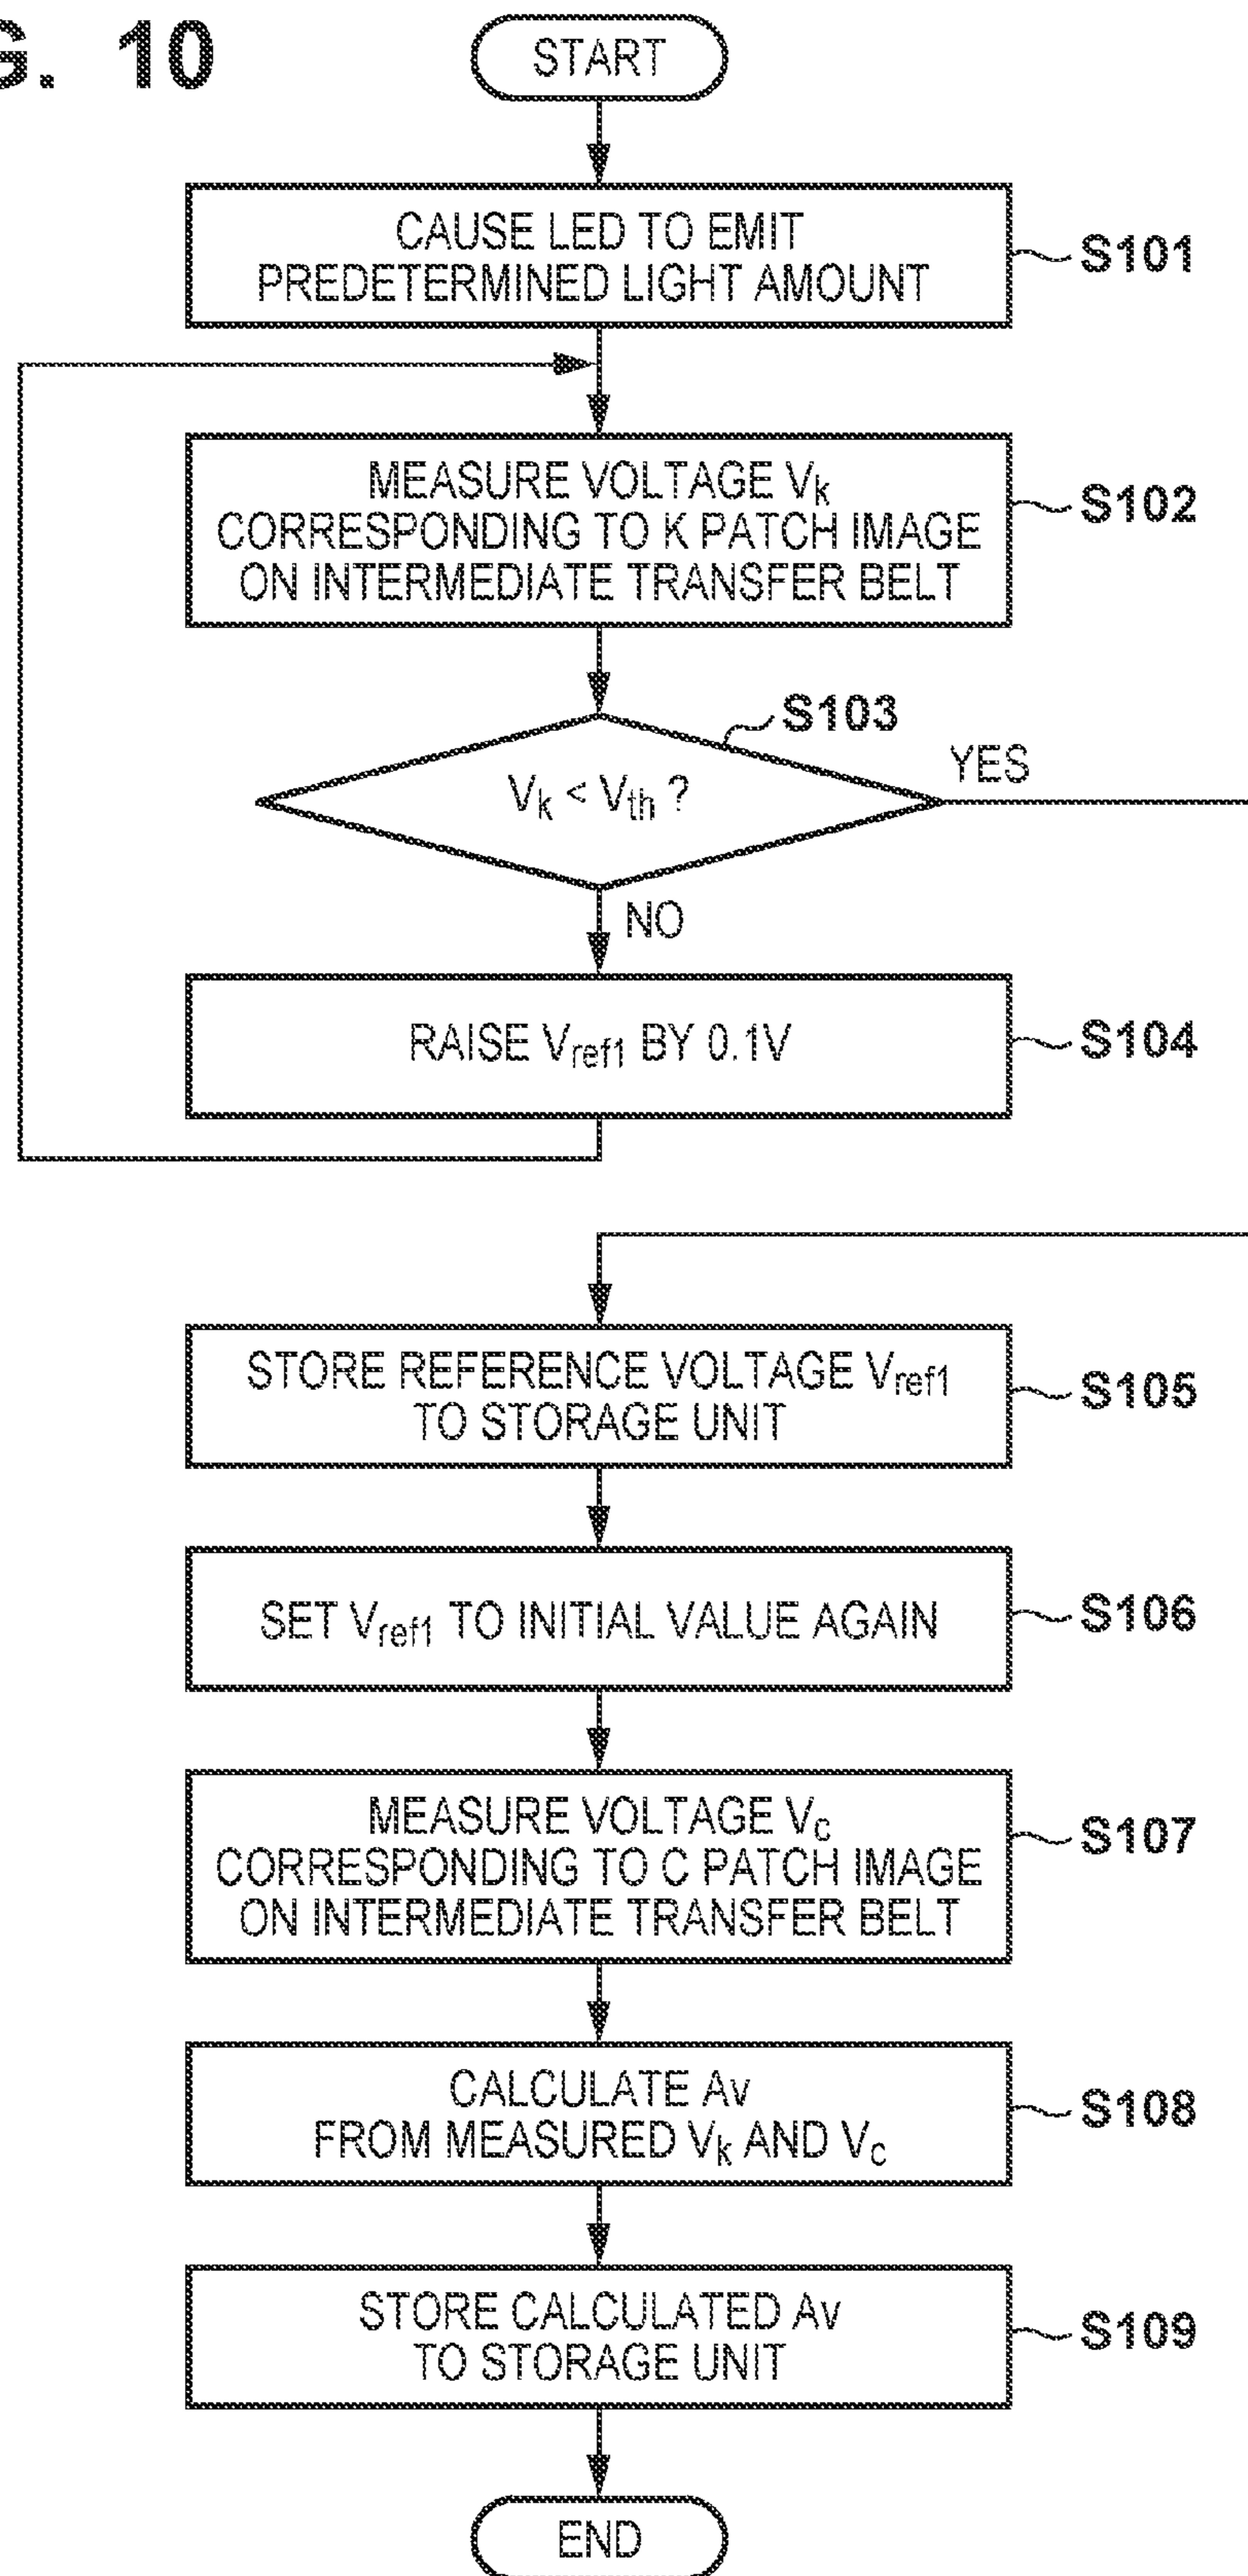 G. 10
START
CAUSE LED TO EMIT
PREDETERMINED LIGHT AMOUNT
S101
MEASURE VOLTAGE Vk
CORRESPONDING TO K PATCH IMAGE
ON INTERMEDIATE TRANSFER BELT
S102
S103
Vk < Vth ?
YES
NO
RAISE Vref1 BY 0.1V
S104
STORE REFERENCE VOLTAGE Vref1
TO STORAGE UNIT
S105
SET Vref1 TO INITIAL VALUE AGAIN
S106
MEASURE VOLTAGE Vc
CORRESPONDING TO C PATCH IMAGE
ON INTERMEDIATE TRANSFER BELT
S107
CALCULATE Av
FROM MEASURED Vk AND Vc
S108
STORE CALCULATED Av
TO STORAGE UNIT
S109
END